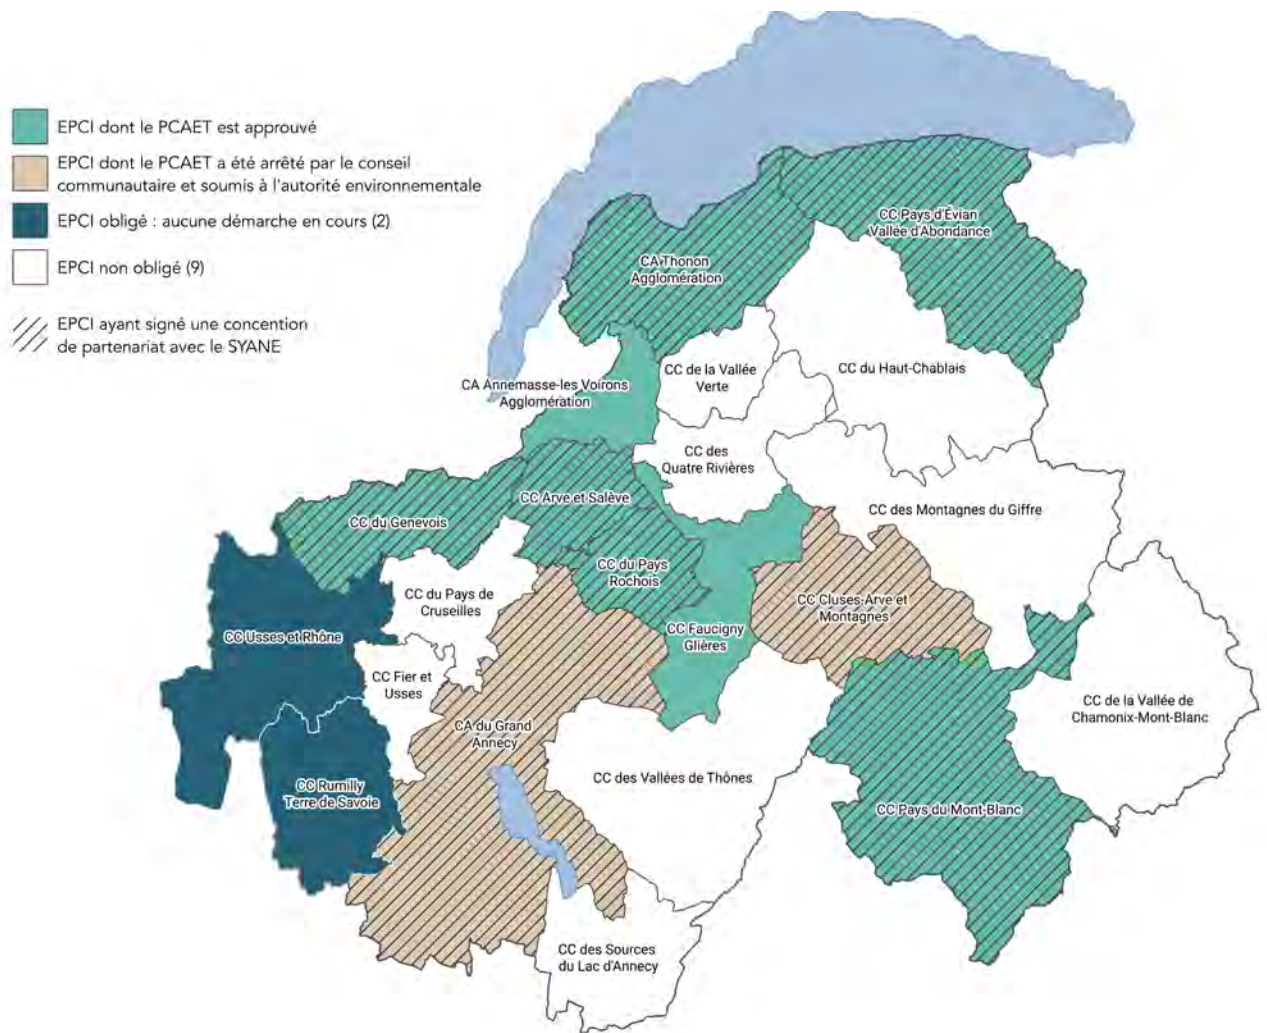 EPCI dont le PCAET est approuvé
EPCI dont le PCAET a été arrêté par le conseil
communautaire et soumis à l'autorité environnementale
EPCI obligé : aucune démarche en cours (2)
EPCI non obligé (9)
EPCI ayant signé une concention
de partenariat avec le SYANE
CC Pays d'Évian
Vallée d'Abondance
CA Thonon
Agglomération
CC de la Vallée
Verte
CC du Haut-Chablais
CA Annemasse-les Voirons
Agglomération
CC des
Quatre Rivières
CC Arve et Salève
CC des Montagnes du Giffre
CC du Genevois
CC du Pays
Rochois
CC du Pays de
Cruseilles
CC Cluses-Arve et
Montagnes
CC Usses et Rhône
CC Faucigny
Glières
CC Fier et
Usses
CC de la Vallée de
Chamonix-Mont-Blanc
CA du Grand
Annecy
CC des Vallées de Thônes
CC Rumilly
Terre de Savoie
CC Pays du Mont-Blanc
CC des Sources
du Lac d'Annecy